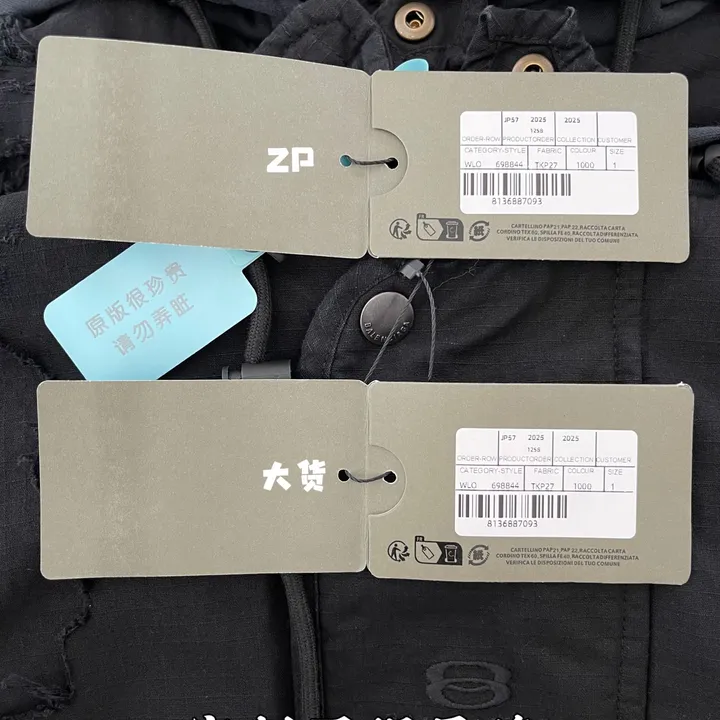 ZP
JP57 2025 2025
125S
ORDER-ROW PRODUCTORDER COLLECTION CUSTOMER
CATEGORY-STYLE FABRIC COLOUR SIZE
WLO 698844 TKP27 1000 1
8136887093
CARTELLINO PAP 21, PAP 22, RACCOLTA CARTA
CORDINO TEX 60, SPILLA FE 40, RACCOLTA DIFFERENZIATA
VERIFICA LE DISPOSIZIONI DEL TUO COMUNE
原版很珍贵
请勿弄脏
BALENCIAGA
大货
JP57 2025 2025
125S
ORDER-ROW PRODUCTORDER COLLECTION CUSTOMER
CATEGORY-STYLE FABRIC COLOUR SIZE
WLO 698844 TKP27 1000 1
8136887093
CARTELLINO PAP 21, PAP 22, RACCOLTA CARTA
CORDINO TEX 60, SPILLA FE 40, RACCOLTA DIFFERENZIATA
VERIFICA LE DISPOSIZIONI DEL TUO COMUNE